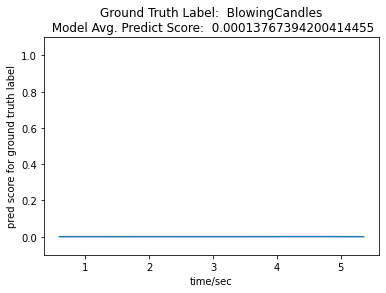 Ground Truth Label:  BlowingCandles
Model Avg. Predict Score:  0.00013767394200414455
pred score for ground truth label
1.0
0.8
0.6
0.4
0.2
0.0
1 2 3 4 5
time/sec